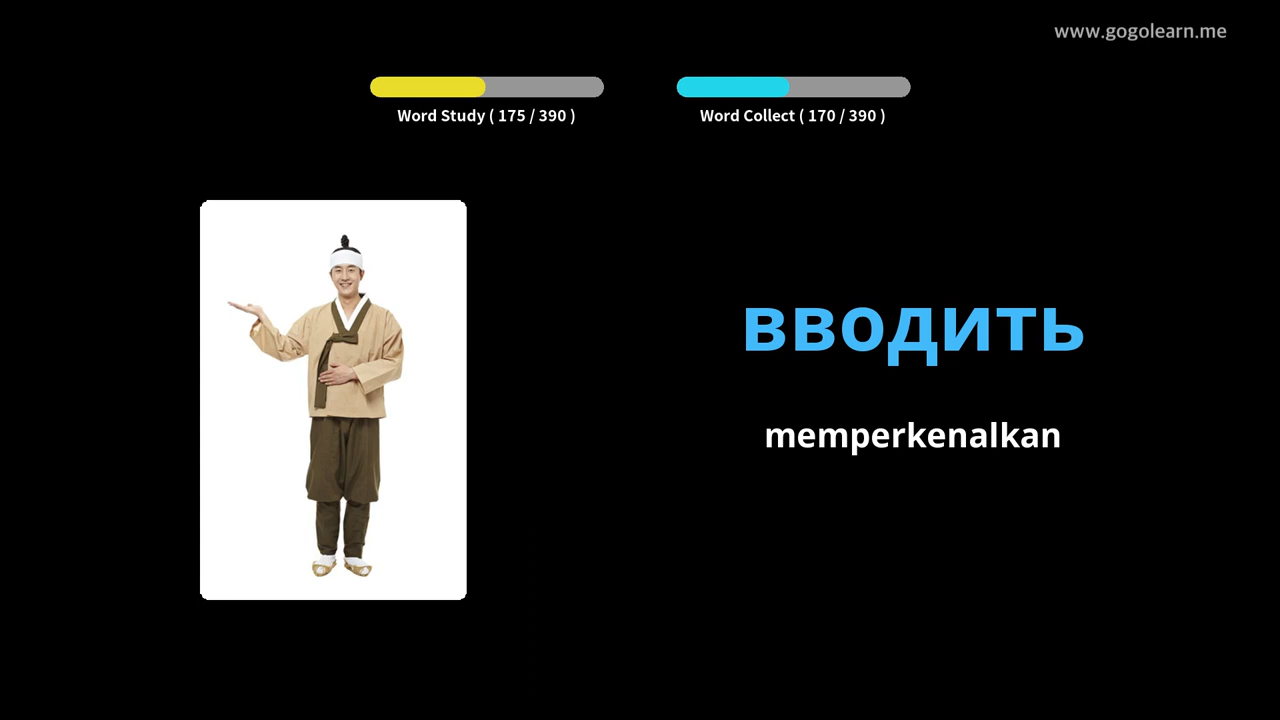 www.gogolearn.me
Word Study ( 175 / 390 )
Word Collect ( 170 / 390 )
вводить
memperkenalkan